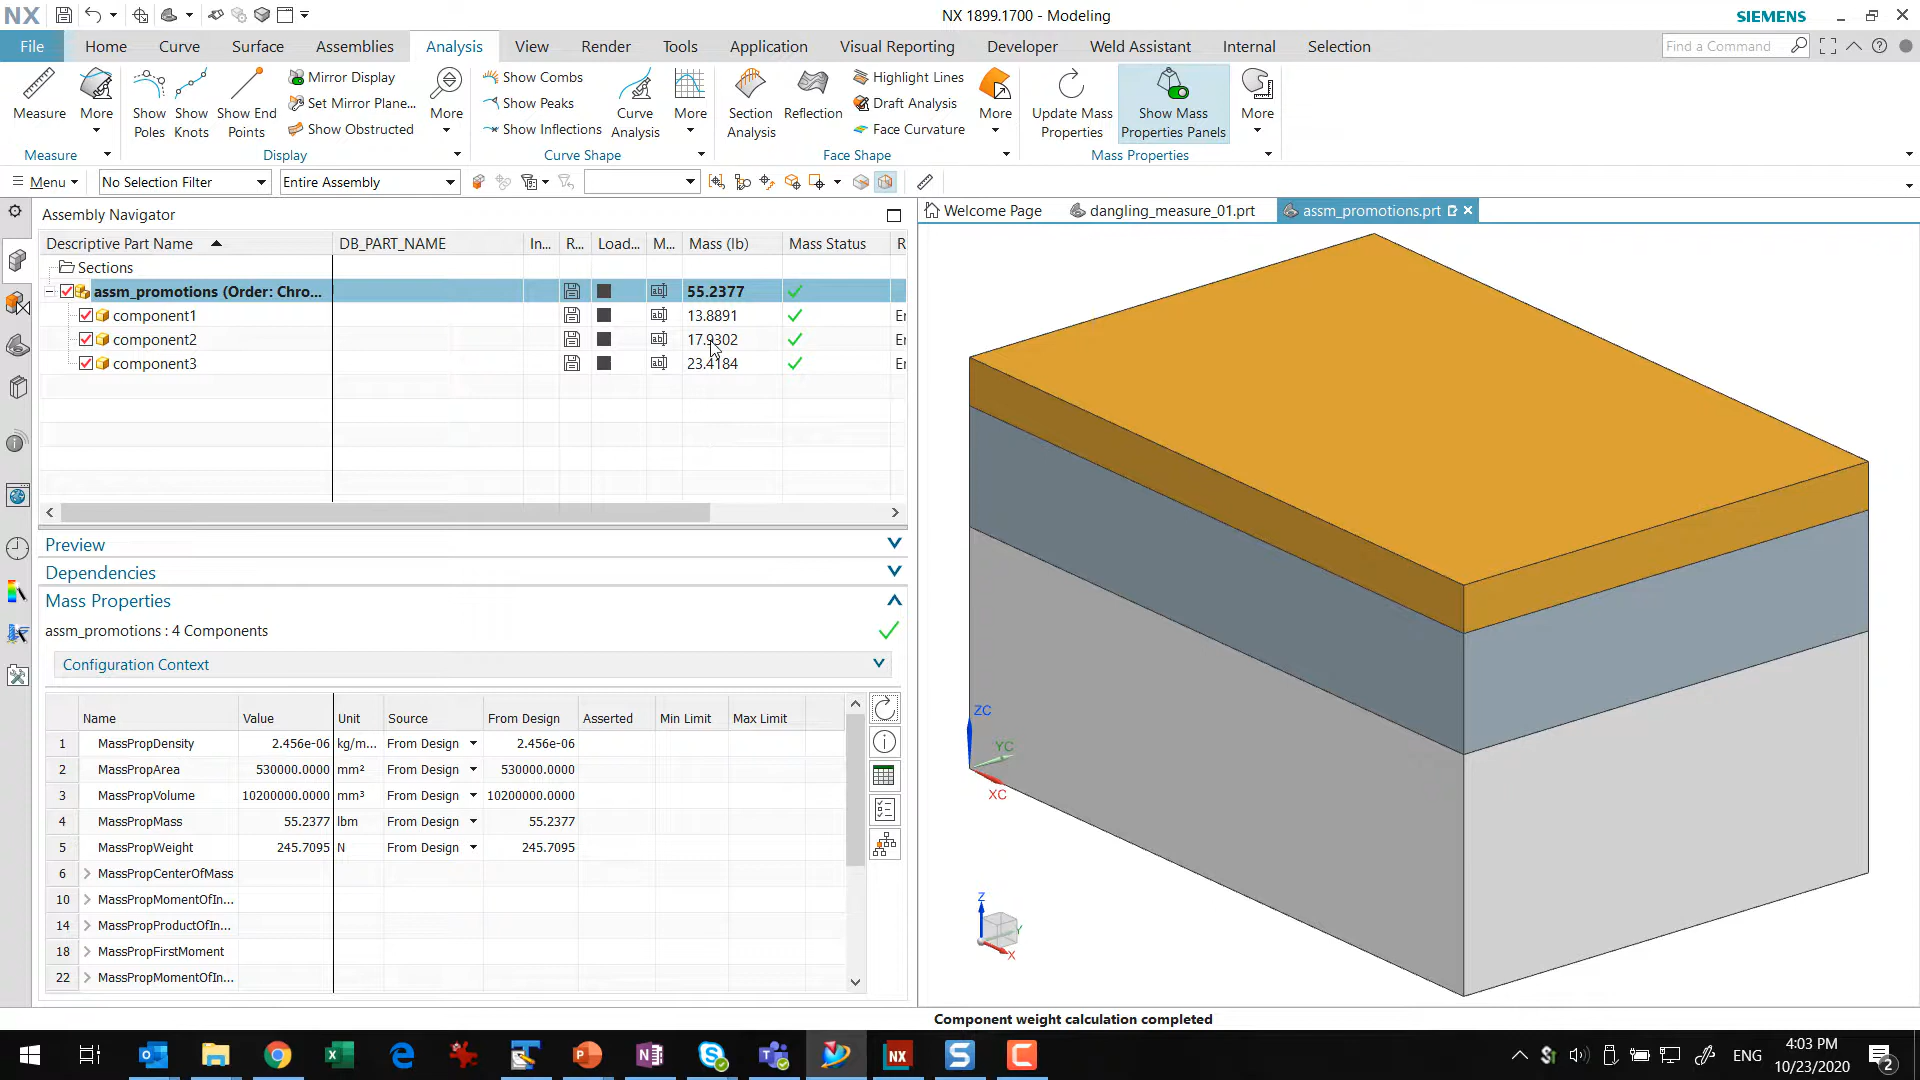 NX
NX 1899.1700 - Modeling
SIEMENS
File
Home
Curve
Surface
Assemblies
Analysis
View
Render
Tools
Application
Visual Reporting
Developer
Weld Assistant
Internal
Selection
Find a Command
Measure
More
Show Poles
Show Knots
Show End Points
Mirror Display
Set Mirror Plane...
Show Obstructed
More
Show Combs
Show Peaks
Show Inflections
Curve Analysis
More
Section Analysis
Reflection
Highlight Lines
Draft Analysis
Face Curvature
More
Update Mass Properties
Show Mass Properties Panels
More
Measure
Display
Curve Shape
Face Shape
Mass Properties
Menu
No Selection Filter
Entire Assembly
Assembly Navigator
Welcome Page
dangling_measure_01.prt
assm_promotions.prt
Descriptive Part Name DB_PART_NAME In... R... Load... M... Mass (lb) Mass Status R
Sections
assm_promotions (Order: Chro... 55.2377
component1 13.8891 Er
component2 17.9302 Er
component3 23.4184 Er
Preview
Dependencies
Mass Properties
assm_promotions : 4 Components
Configuration Context
Name Value Unit Source From Design Asserted Min Limit Max Limit
1 MassPropDensity 2.456e-06 kg/m... From Design 2.456e-06
2 MassPropArea 530000.0000 mm² From Design 530000.0000
3 MassPropVolume 10200000.0000 mm³ From Design 10200000.0000
4 MassPropMass 55.2377 lbm From Design 55.2377
5 MassPropWeight 245.7095 N From Design 245.7095
6 MassPropCenterOfMass
10 MassPropMomentOfIn...
14 MassPropProductOfIn...
18 MassPropFirstMoment
22 MassPropMomentOfIn...
ZC
YC
XC
Z
Y
X
Component weight calculation completed
ENG
4:03 PM
10/23/2020
2